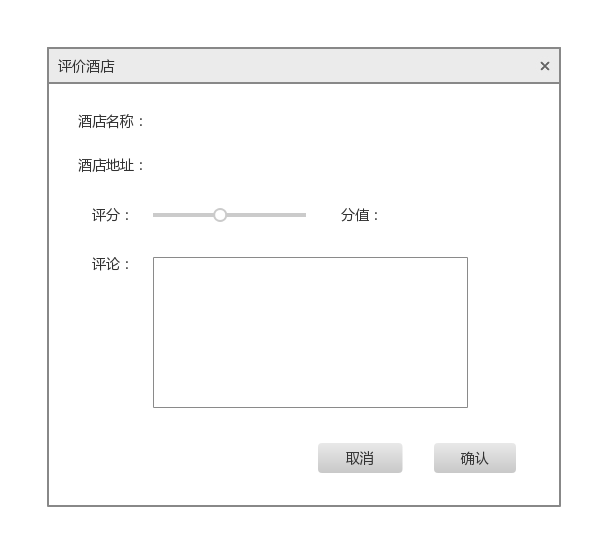 评价酒店 ×
酒店名称：
酒店地址：
评分： 分值：
评论：
取消 确认